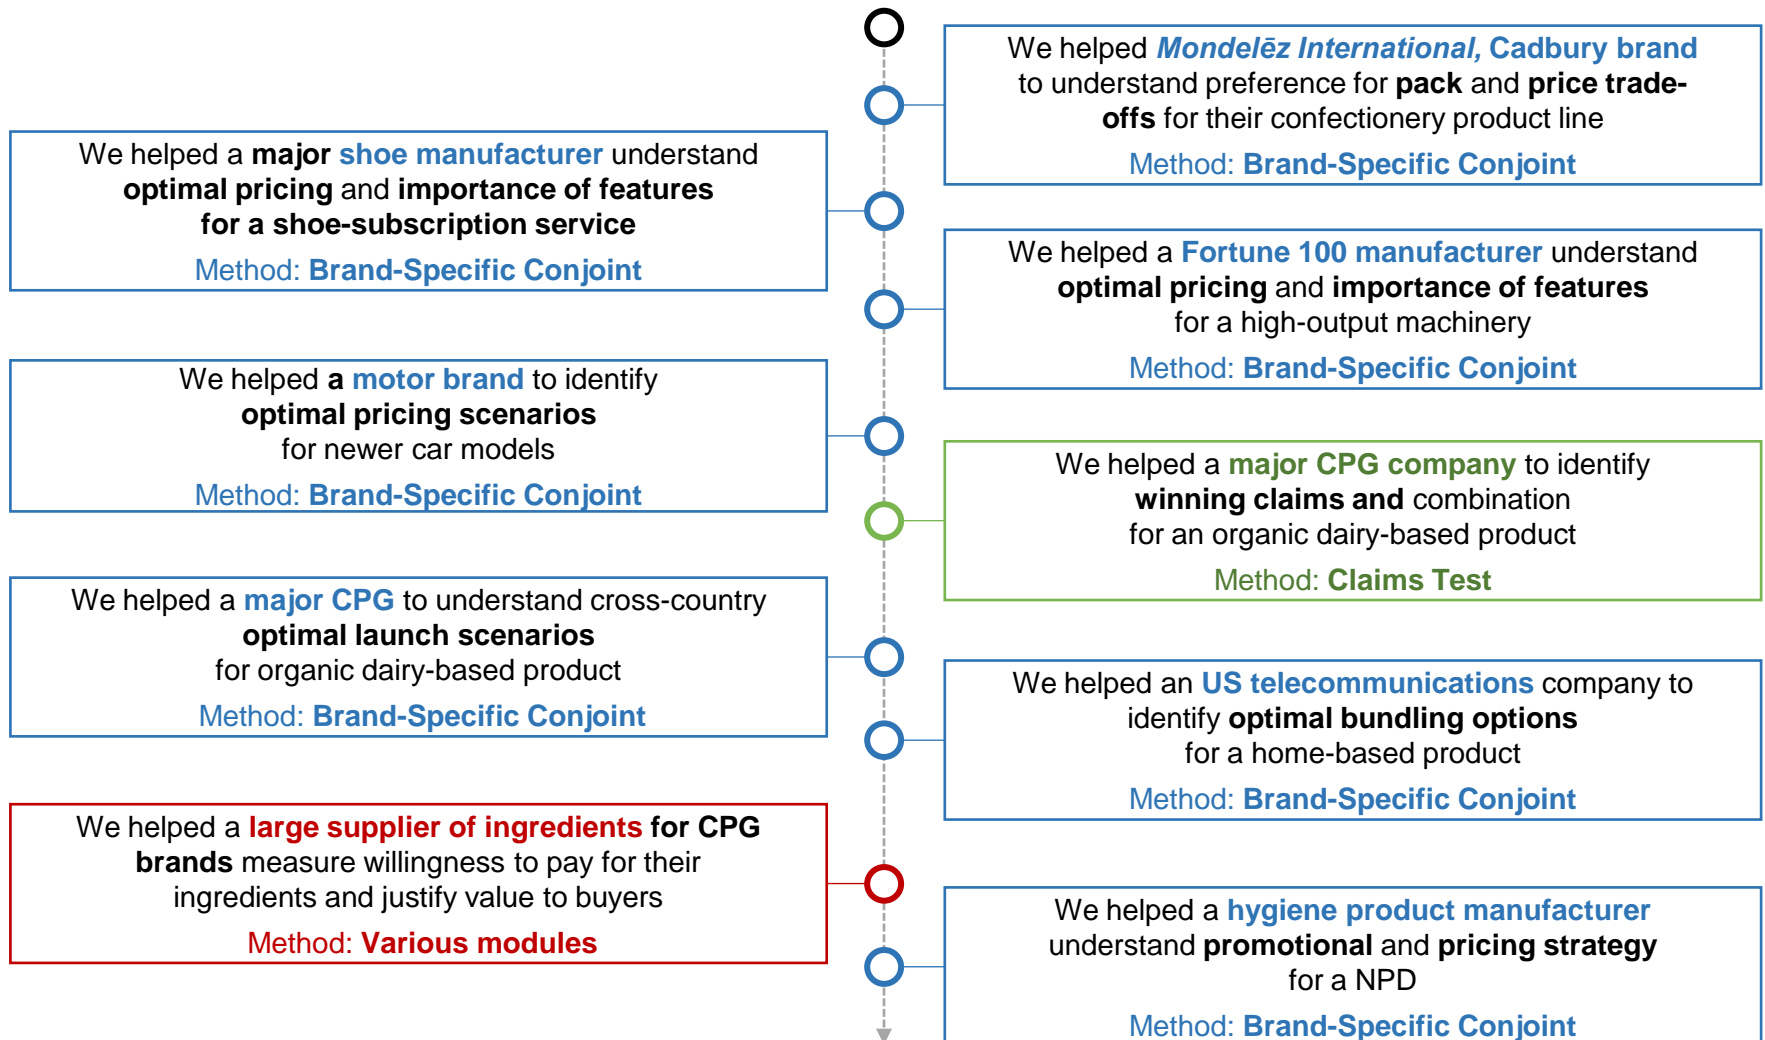 We helped Mondelēz International, Cadbury brand
to understand preference for pack and price trade-
offs for their confectionery product line
Method: Brand-Specific Conjoint
We helped a major shoe manufacturer understand
optimal pricing and importance of features
for a shoe-subscription service
Method: Brand-Specific Conjoint
We helped a Fortune 100 manufacturer understand
optimal pricing and importance of features
for a high-output machinery
Method: Brand-Specific Conjoint
We helped a motor brand to identify
optimal pricing scenarios
for newer car models
Method: Brand-Specific Conjoint
We helped a major CPG company to identify
winning claims and combination
for an organic dairy-based product
Method: Claims Test
We helped a major CPG to understand cross-country
optimal launch scenarios
for organic dairy-based product
Method: Brand-Specific Conjoint
We helped an US telecommunications company to
identify optimal bundling options
for a home-based product
Method: Brand-Specific Conjoint
We helped a large supplier of ingredients for CPG
brands measure willingness to pay for their
ingredients and justify value to buyers
Method: Various modules
We helped a hygiene product manufacturer
understand promotional and pricing strategy
for a NPD
Method: Brand-Specific Conjoint